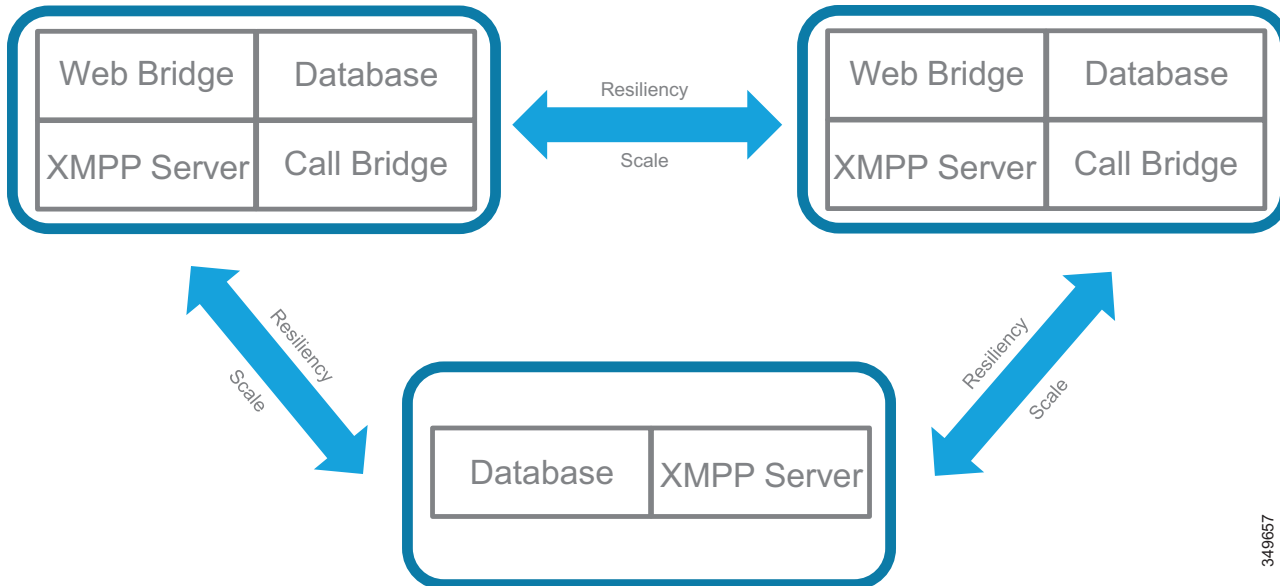 Web Bridge
Database
XMPP Server
Call Bridge
Resiliency
Scale
Web Bridge
Database
XMPP Server
Call Bridge
Resiliency
Scale
Resiliency
Scale
Database
XMPP Server
349657